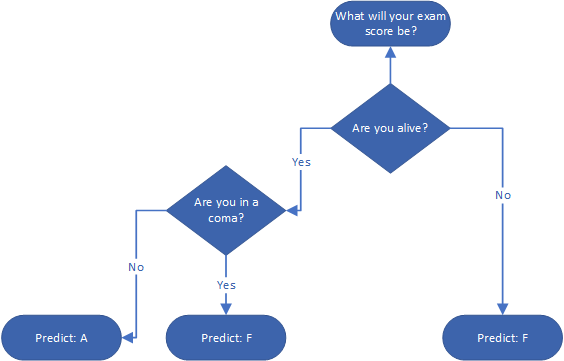 What will your exam
score be?
Are you alive?
Yes
No
Are you in a
coma?
No
Yes
Predict: A
Predict: F
Predict: F